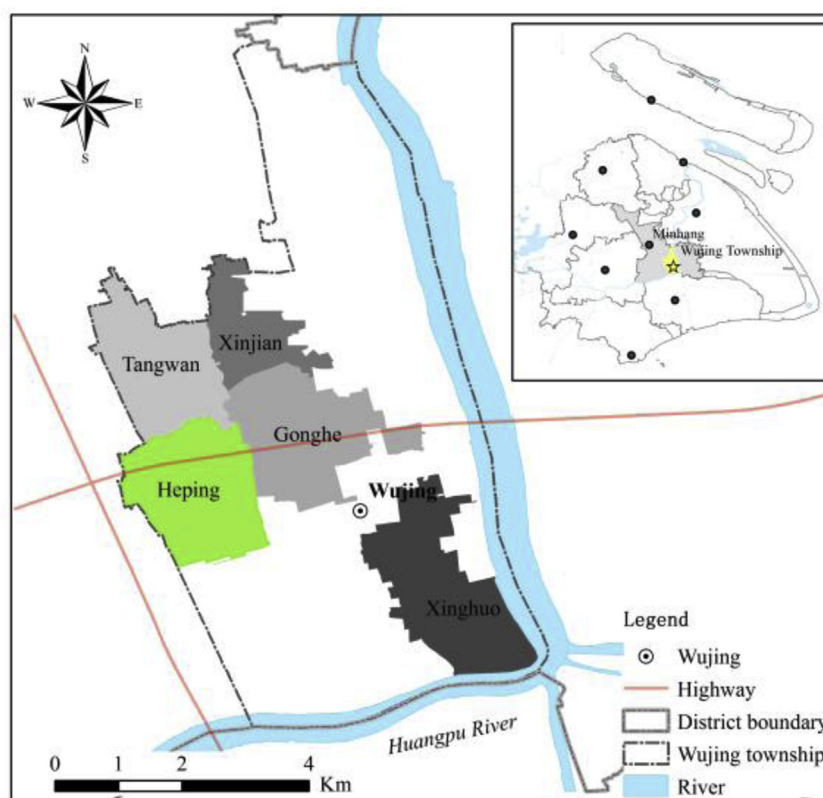 N
W
E
S
Minhang
Wujing Township
Xinjian
Tangwan
Gonghe
Heping
Wujing
Xinghuo
Huangpu River
0 1 2 4
Km
Legend
Wujing
Highway
District boundary
Wujing township
River